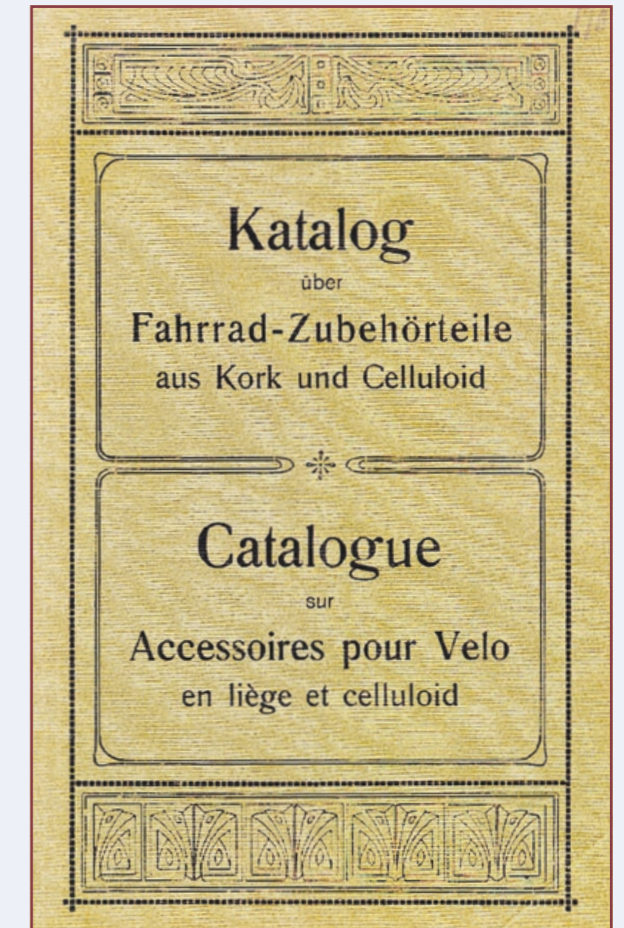 Katalog
über
Fahrrad-Zubehörteile
aus Kork und Celluloid
Catalogue
sur
Accessoires pour Velo
en liège et celluloid